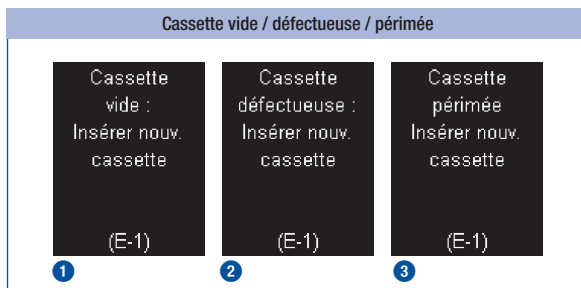 Cassette vide / défectueuse / périmée
Cassette
vide :
Insérer nouv.
cassette
(E-1)
1
Cassette
défectueuse :
Insérer nouv.
cassette
(E-1)
2
Cassette
périmée
Insérer nouv.
cassette
(E-1)
3